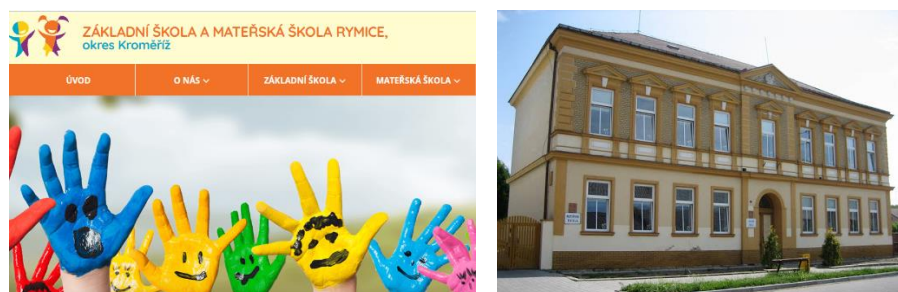 ZÁKLADNÍ ŠKOLA A MATEŘSKÁ ŠKOLA RYMICE,
okres Kroměříž
ÚVOD O NÁS ZÁKLADNÍ ŠKOLA MATEŘSKÁ ŠKOLA